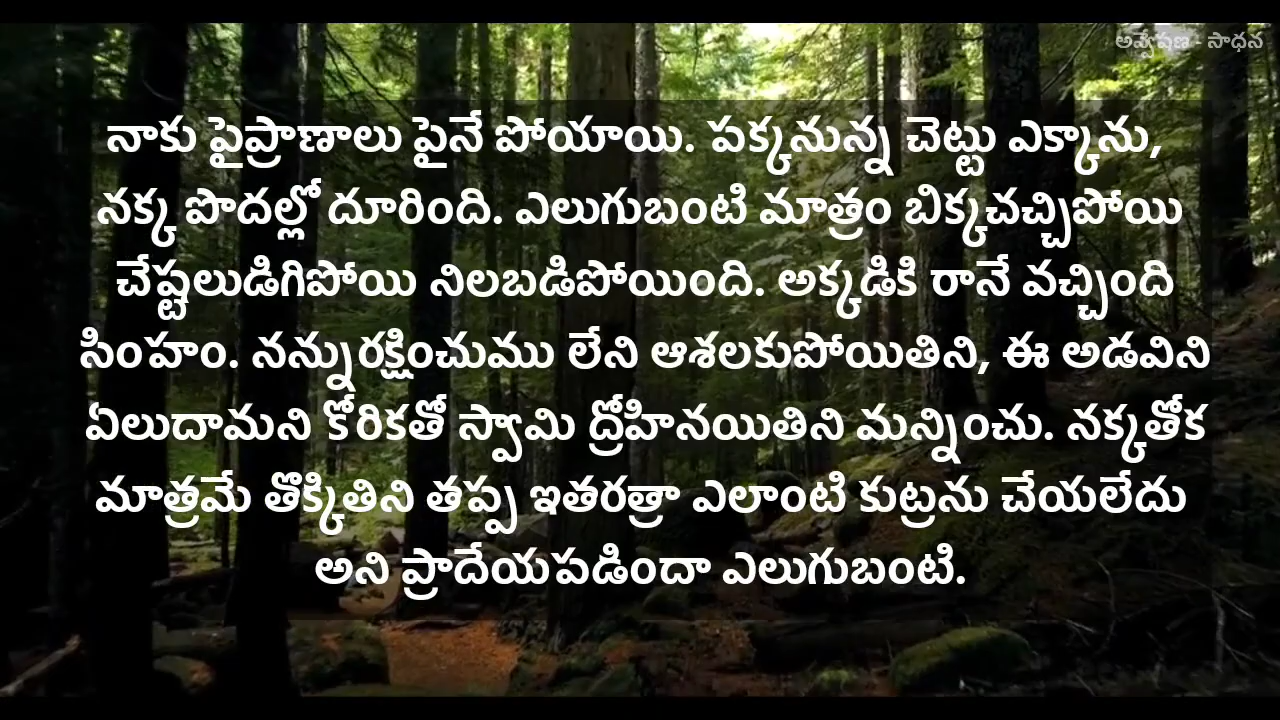 అన్వేషణ - సాధన
నాకు పైప్రాణాలు పైనే పోయాయి. పక్కనున్న చెట్టు ఎక్కాను,
నక్క పొదల్లో దూరింది. ఎలుగుబంటి మాత్రం బిక్కచచ్చిపోయి
చేష్టలుడిగిపోయి నిలబడిపోయింది. అక్కడికి రానే వచ్చింది
సింహం. నన్నురక్షించుము లేని ఆశలకుపోయితిని, ఈ అడవిని
ఏలుదామని కోరికతో స్వామి ద్రోహినయితిని మన్నించు. నక్కతోక
మాత్రమే తొక్కితిని తప్ప ఇతరత్రా ఎలాంటి కుట్రను చేయలేదు
అని ప్రాదేయపడిందా ఎలుగుబంటి.